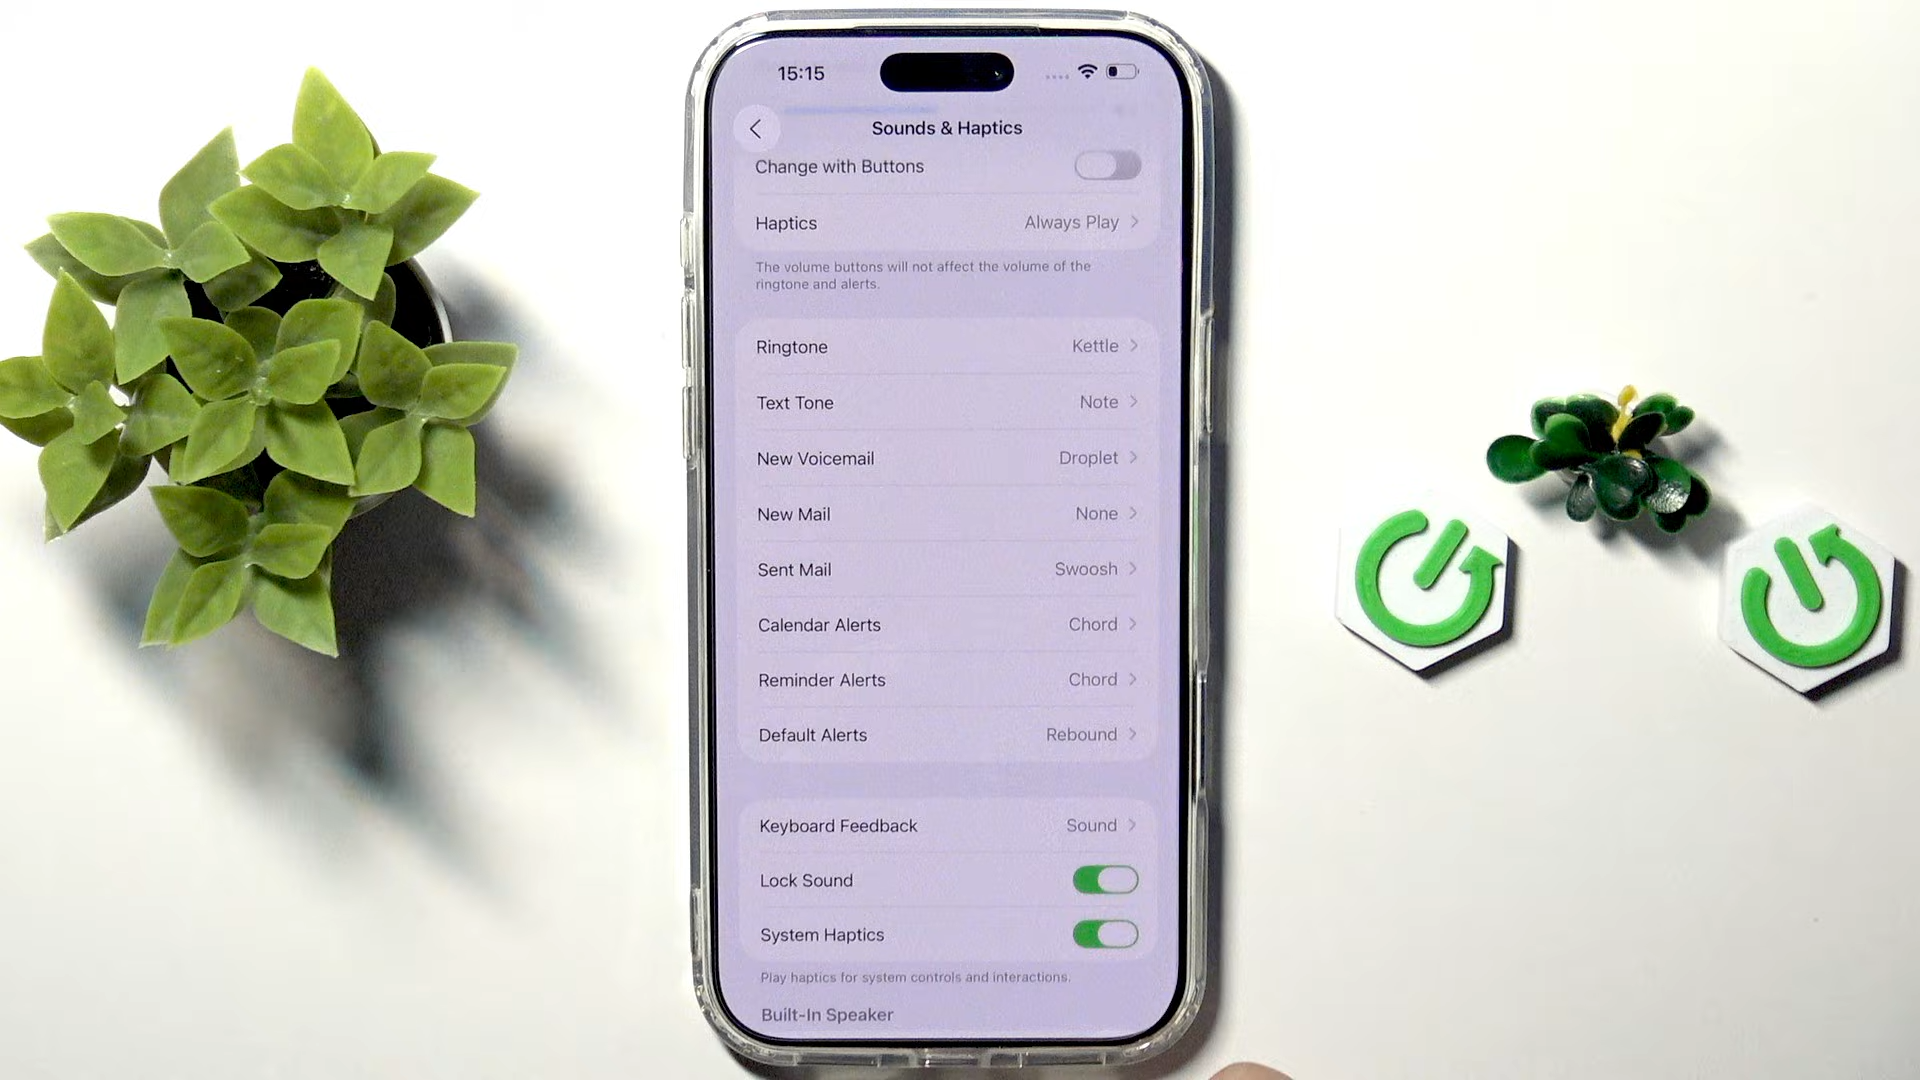 15:15
Sounds & Haptics
Change with Buttons
Haptics Always Play
The volume buttons will not affect the volume of the
ringtone and alerts.
Ringtone Kettle
Text Tone Note
New Voicemail Droplet
New Mail None
Sent Mail Swoosh
Calendar Alerts Chord
Reminder Alerts Chord
Default Alerts Rebound
Keyboard Feedback Sound
Lock Sound
System Haptics
Play haptics for system controls and interactions.
Built-In Speaker